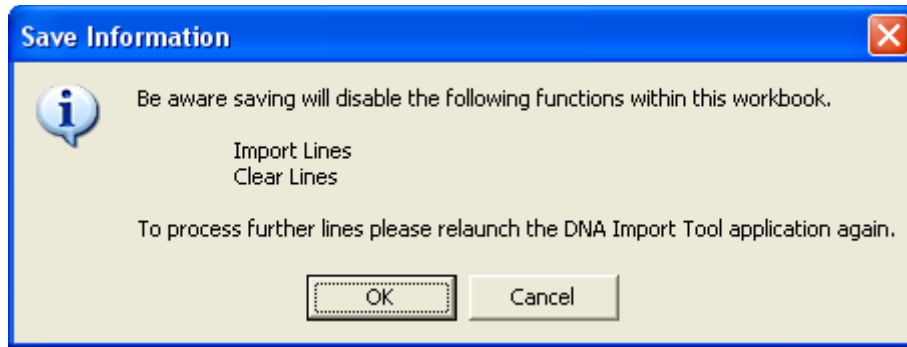 Save Information
Be aware saving will disable the following functions within this workbook.
Import Lines
Clear Lines
To process further lines please relaunch the DNA Import Tool application again.
OK
Cancel